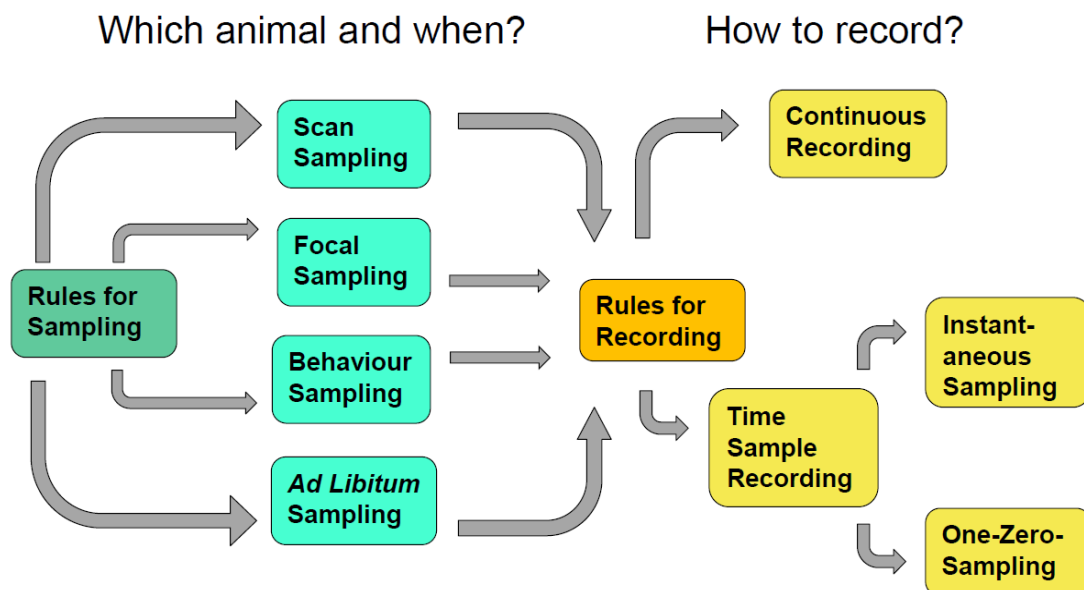 Which animal and when?
How to record?
Scan
Sampling
Focal
Sampling
Rules for
Sampling
Behaviour
Sampling
Ad Libitum
Sampling
Rules for
Recording
Continuous
Recording
Time
Sample
Recording
Instant-
aneous
Sampling
One-Zero-
Sampling